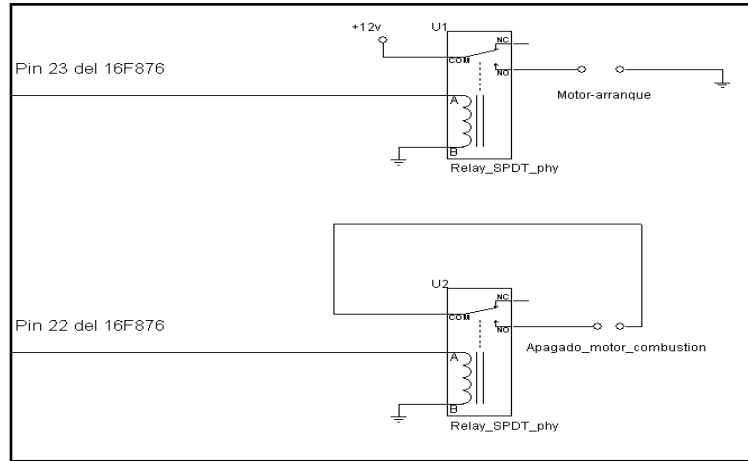 +12v
U1
NC
COM
NO
Pin 23 del 16F876
A
B
Motor-arranque
Relay_SPDT_phy
U2
NC
COM
NO
Pin 22 del 16F876
A
B
Apagado_motor_combustion
Relay_SPDT_phy